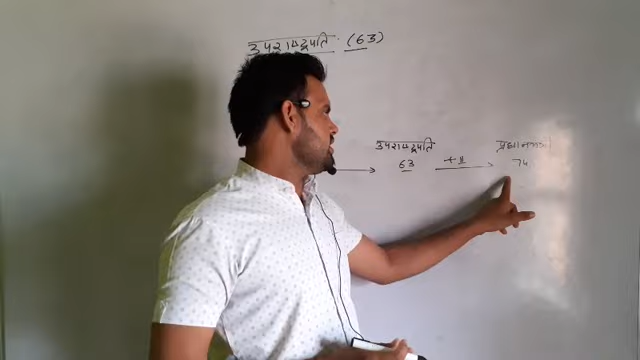 उपराष्ट्रपति (63)
उपराष्ट्रपति
63
+11
प्रधानमंत्री
74